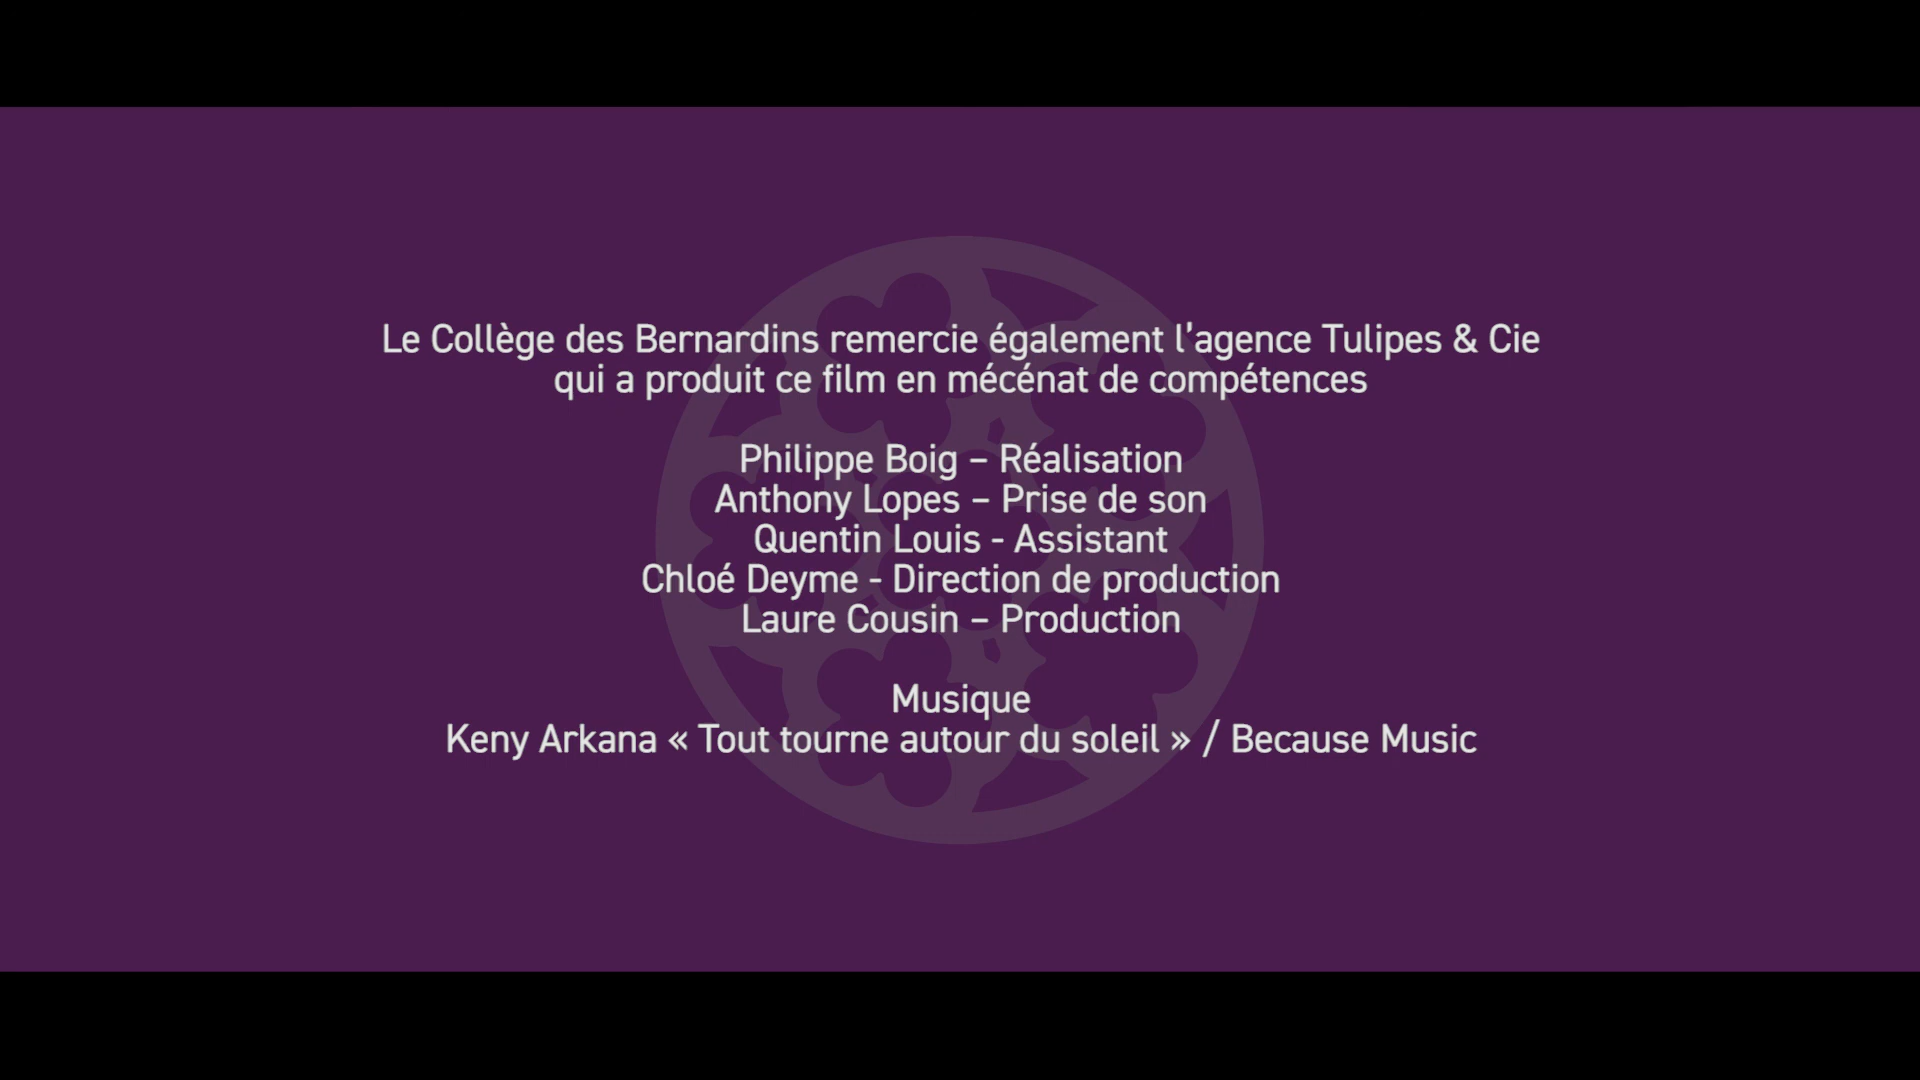 Le Collège des Bernardins remercie également l’agence Tulipes & Cie
qui a produit ce film en mécénat de compétences
Philippe Boig – Réalisation
Anthony Lopes – Prise de son
Quentin Louis - Assistant
Chloé Deyme - Direction de production
Laure Cousin – Production
Musique
Keny Arkana « Tout tourne autour du soleil » / Because Music